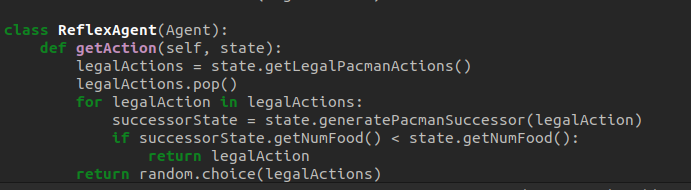 class ReflexAgent(Agent):
    def getAction(self, state):
        legalActions = state.getLegalPacmanActions()
        legalActions.pop()
        for legalAction in legalActions:
            successorState = state.generatePacmanSuccessor(legalAction)
            if successorState.getNumFood() < state.getNumFood():
                return legalAction
        return random.choice(legalActions)